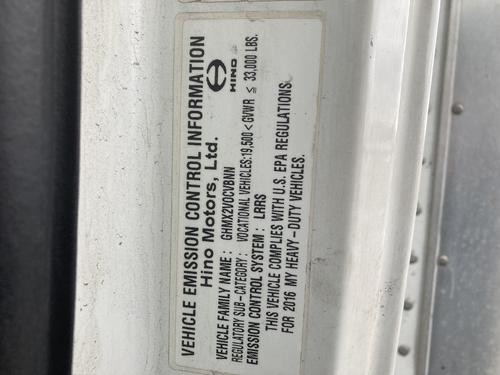 VEHICLE EMISSION CONTROL INFORMATION
Hino Motors, Ltd.
HINO
VEHICLE FAMILY NAME : GHMX2VOCVBNN
REGULATORY SUB-CATEGORY : VOCATIONAL VEHICLES:19,500 < GVWR ≤ 33,000 LBS.
EMISSION CONTROL SYSTEM : LRRS
THIS VEHICLE COMPLIES WITH U.S. EPA REGULATIONS
FOR 2016 MY HEAVY-DUTY VEHICLES.